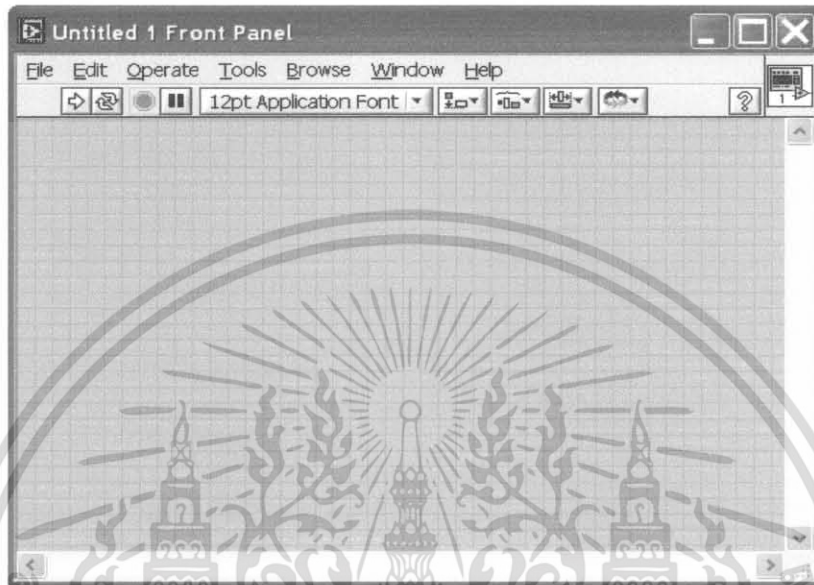 Untitled 1 Front Panel
File Edit Operate Tools Browse Window Help
12pt Application Font
?
1